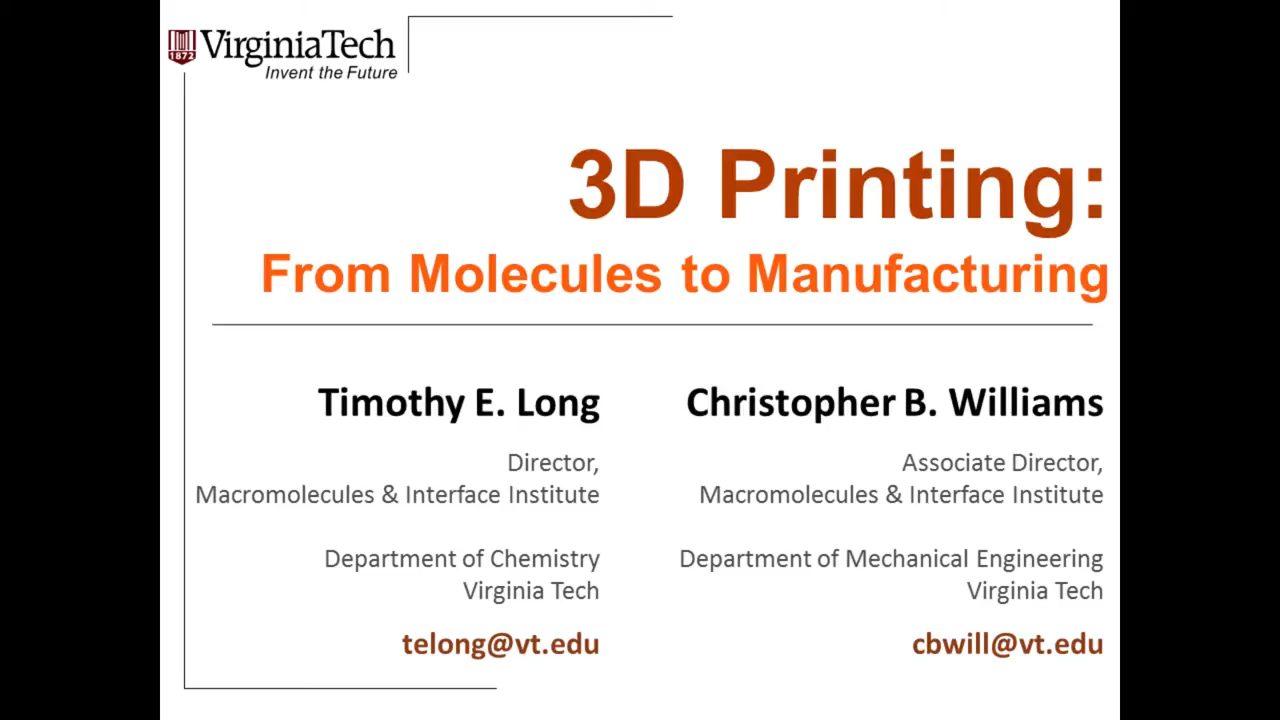 1872
VirginiaTech
Invent the Future
3D Printing:
From Molecules to Manufacturing
Timothy E. Long
Director,
Macromolecules & Interface Institute
Department of Chemistry
Virginia Tech
telong@vt.edu
Christopher B. Williams
Associate Director,
Macromolecules & Interface Institute
Department of Mechanical Engineering
Virginia Tech
cbwill@vt.edu